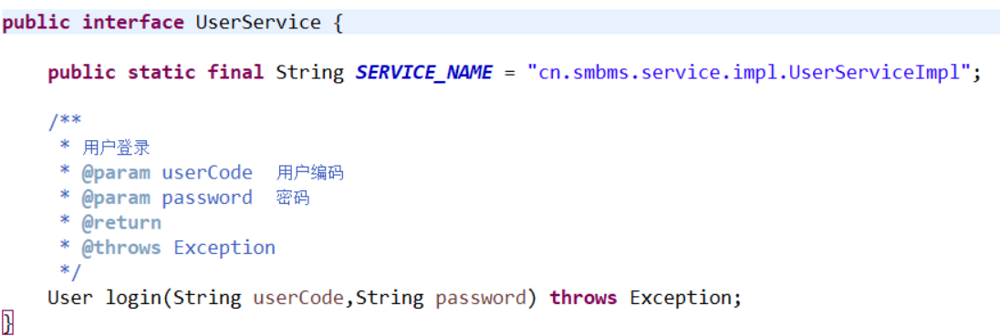 public interface UserService {
public static final String SERVICE_NAME = "cn.smbms.service.impl.UserServiceImpl";
/**
* 用户登录
* @param userCode 用户编码
* @param password 密码
* @return
* @throws Exception
*/
User login(String userCode,String password) throws Exception;
}